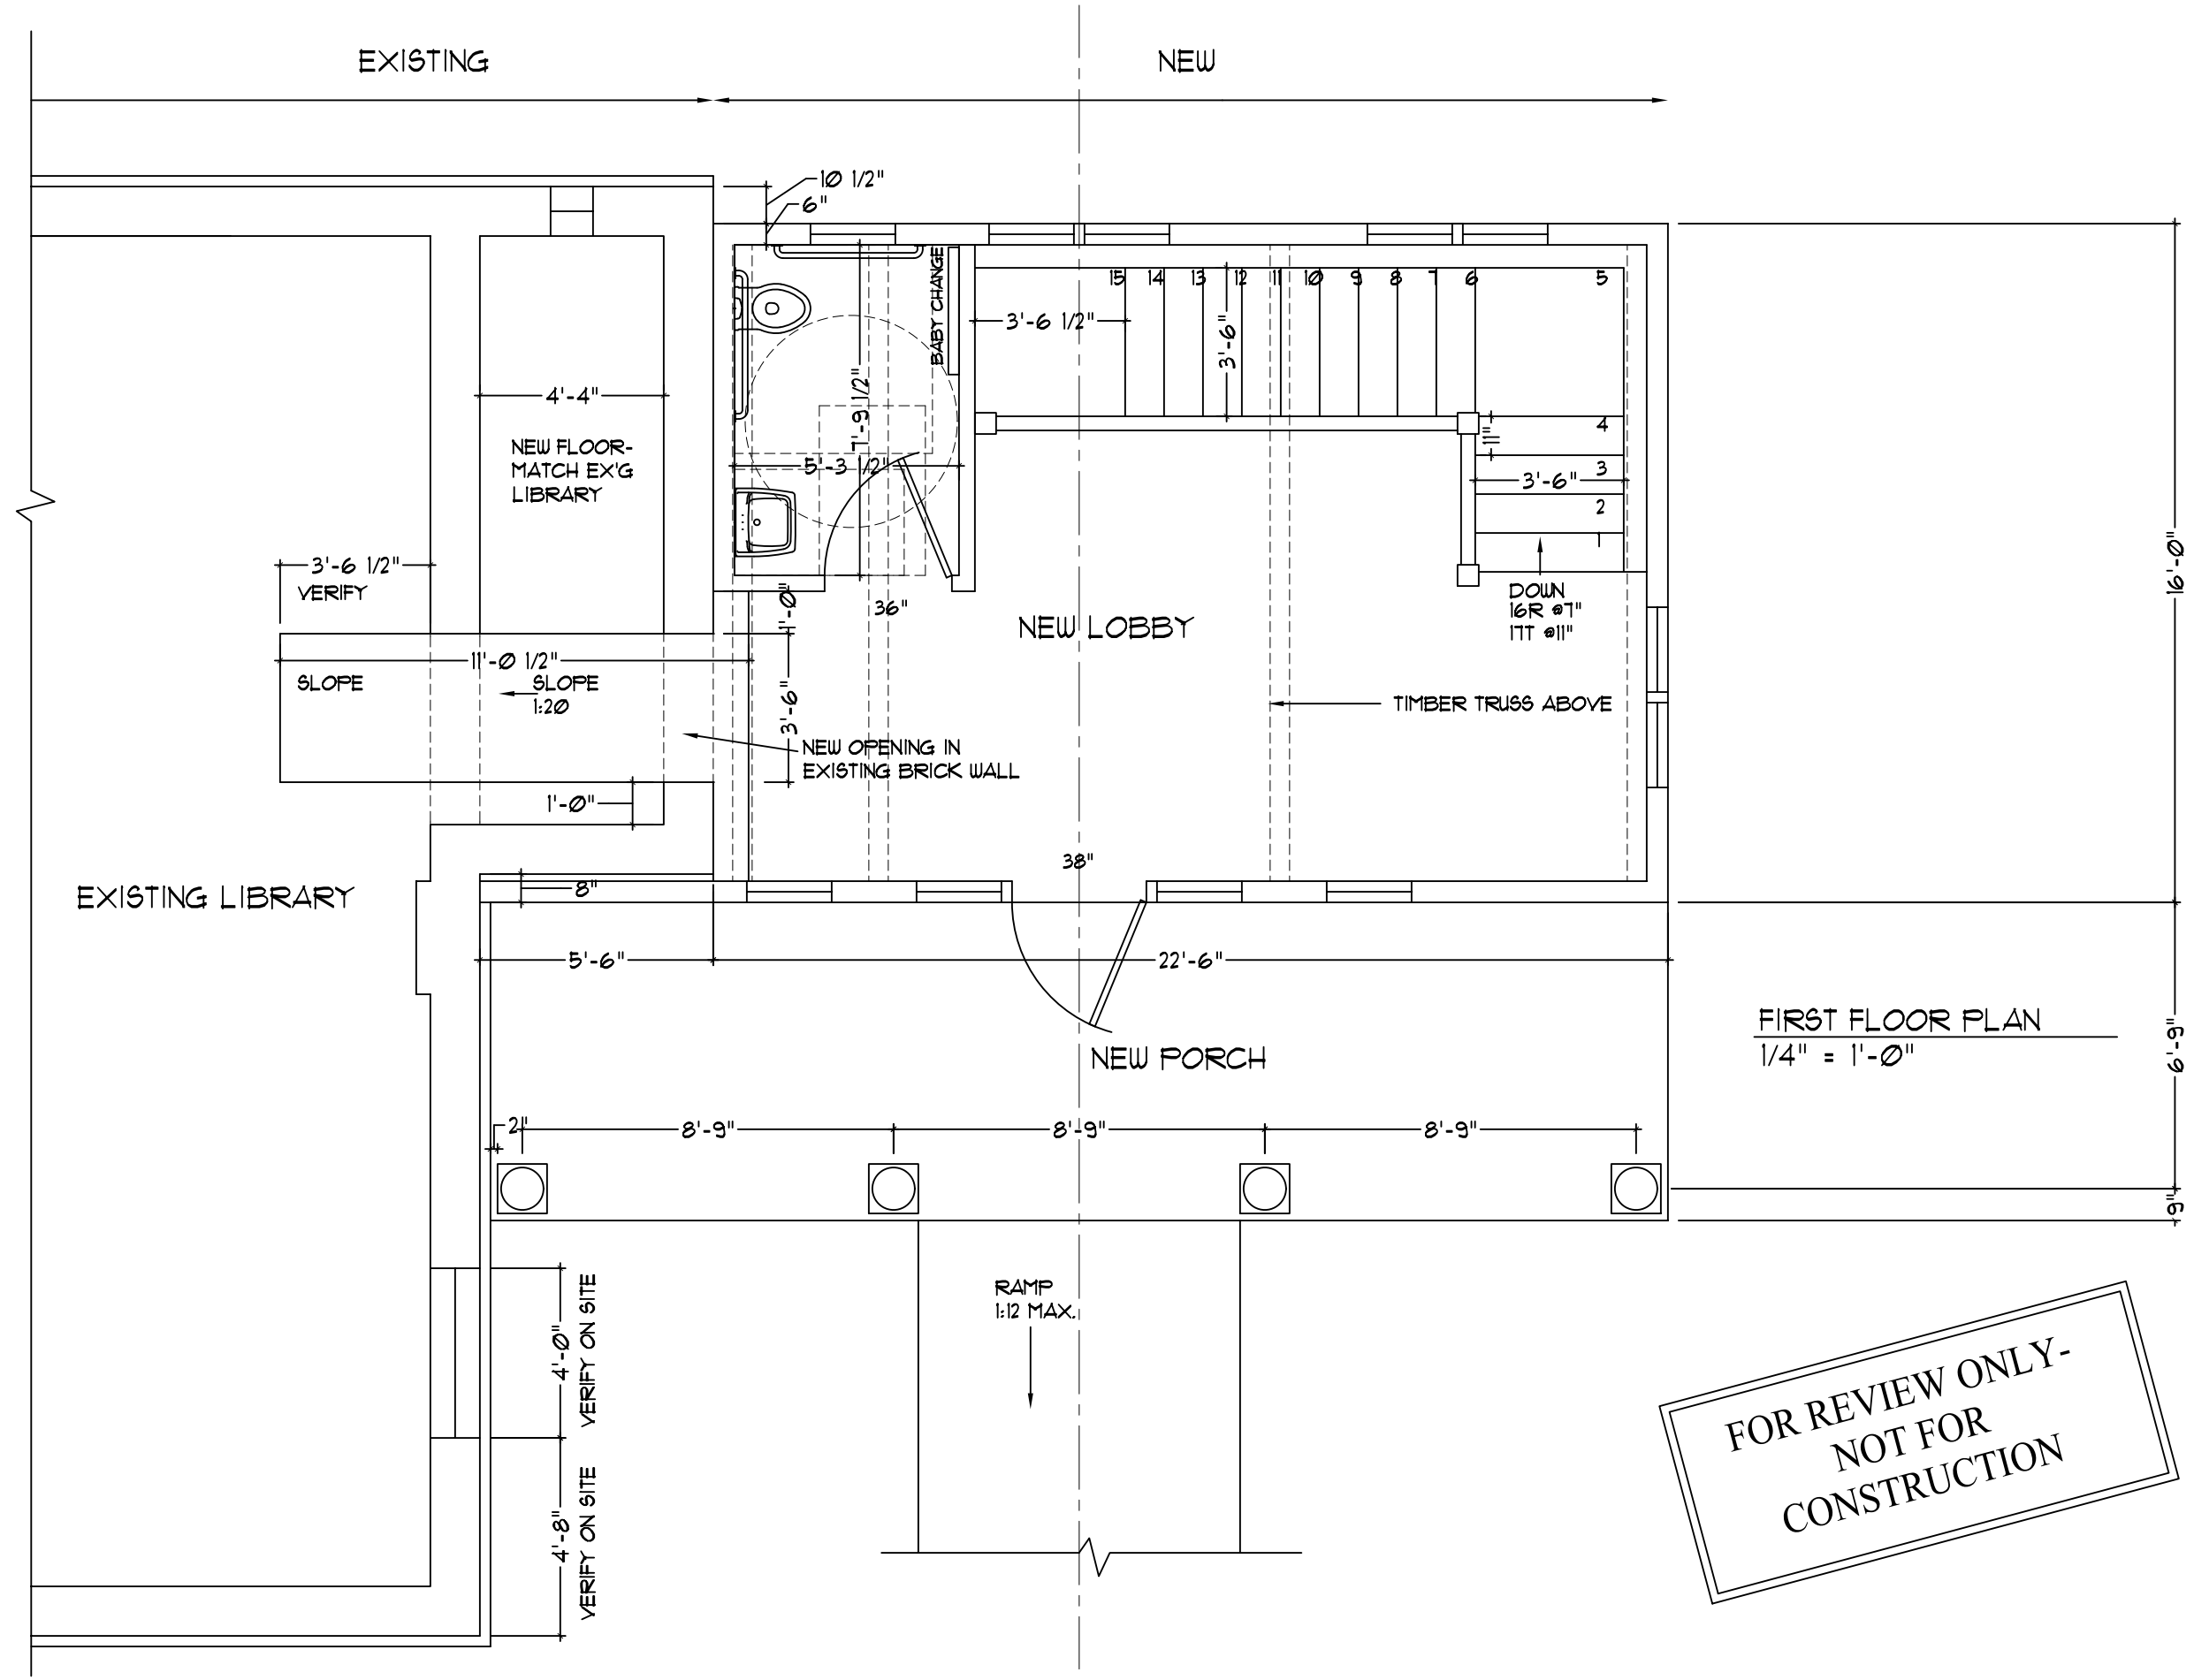 EXISTING
NEW
10 1/2"
6"
BABY CHANGE
15 14 13 12 11 10 9 8 7 6 5
3'-6 1/2"
3'-6"
7'-9 1/2"
4'-4"
NEW FLOOR-
MATCH EX'G
LIBRARY
5'-3 1/2"
11"
4
3
3'-6"
2
1
16'-0"
3'-6 1/2"
VERIFY
1'-0"
36"
DOWN
16R @7"
17T @11"
NEW LOBBY
11'-0 1/2"
SLOPE
SLOPE
1:20
3'-6"
TIMBER TRUSS ABOVE
NEW OPENING IN
EXISTING BRICK WALL
1'-0"
38"
EXISTING LIBRARY
8"
5'-6"
22'-6"
FIRST FLOOR PLAN
1/4" = 1'-0"
6'-9"
NEW PORCH
2"
8'-9"
8'-9"
8'-9"
9"
RAMP
1:12 MAX.
4'-0"
VERIFY ON SITE
4'-8"
VERIFY ON SITE
FOR REVIEW ONLY-
NOT FOR
CONSTRUCTION